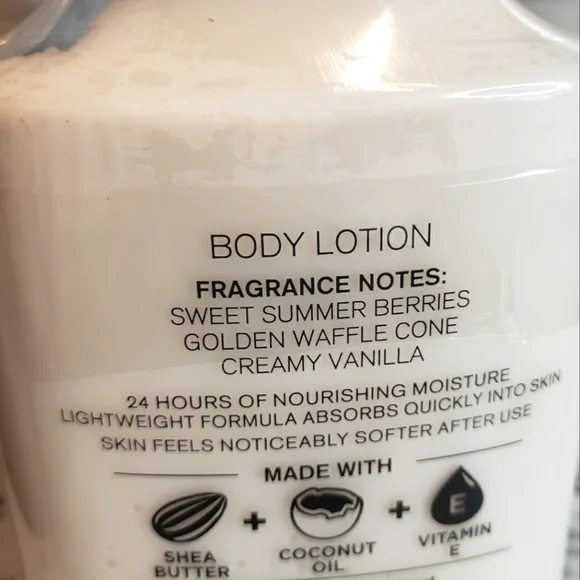 BODY LOTION
FRAGRANCE NOTES:
SWEET SUMMER BERRIES
GOLDEN WAFFLE CONE
CREAMY VANILLA
24 HOURS OF NOURISHING MOISTURE
LIGHTWEIGHT FORMULA ABSORBS QUICKLY INTO SKIN
SKIN FEELS NOTICEABLY SOFTER AFTER USE
MADE WITH
+ + E
SHEA BUTTER
COCONUT OIL
VITAMIN E